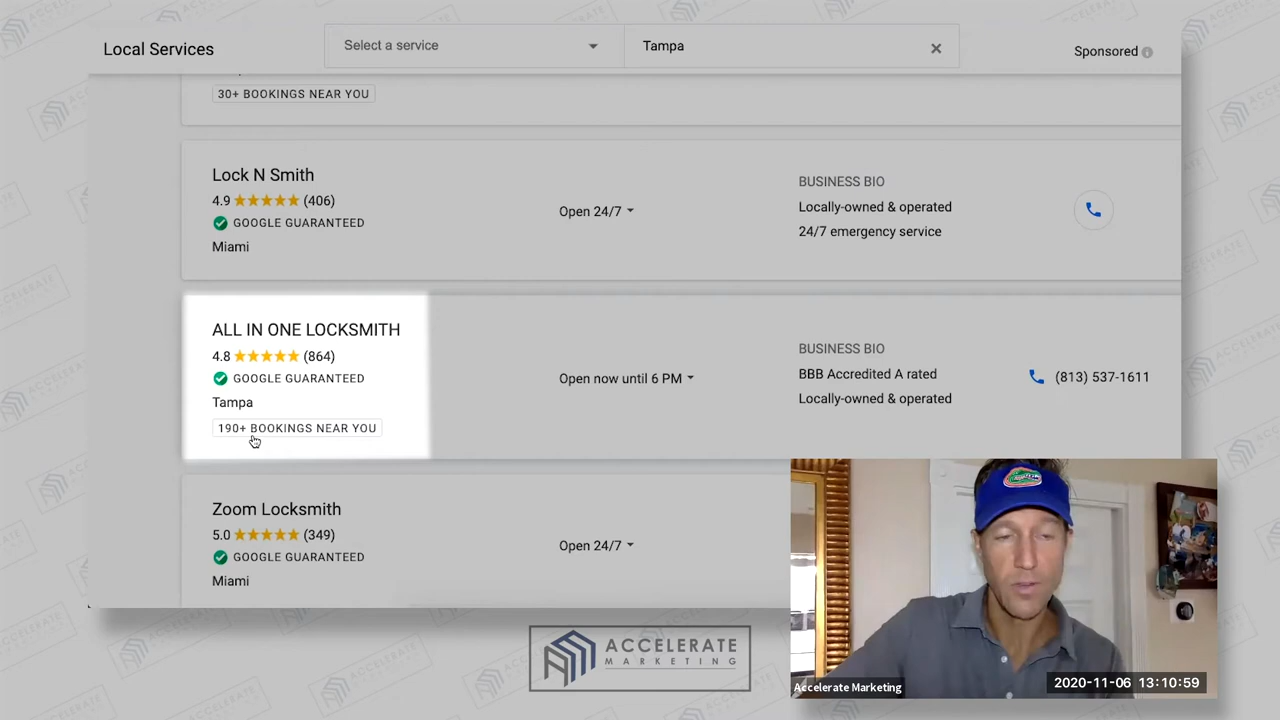 Local Services
Select a service
Tampa
Sponsored
30+ BOOKINGS NEAR YOU
Lock N Smith
4.9 (406)
GOOGLE GUARANTEED
Miami
Open 24/7
BUSINESS BIO
Locally-owned & operated
24/7 emergency service
ALL IN ONE LOCKSMITH
4.8 (864)
GOOGLE GUARANTEED
Tampa
190+ BOOKINGS NEAR YOU
Open now until 6 PM
BUSINESS BIO
BBB Accredited A rated
Locally-owned & operated
(813) 537-1611
Zoom Locksmith
5.0 (349)
GOOGLE GUARANTEED
Miami
Open 24/7
ACCELERATE
MARKETING
Accelerate Marketing
2020-11-06 13:10:59